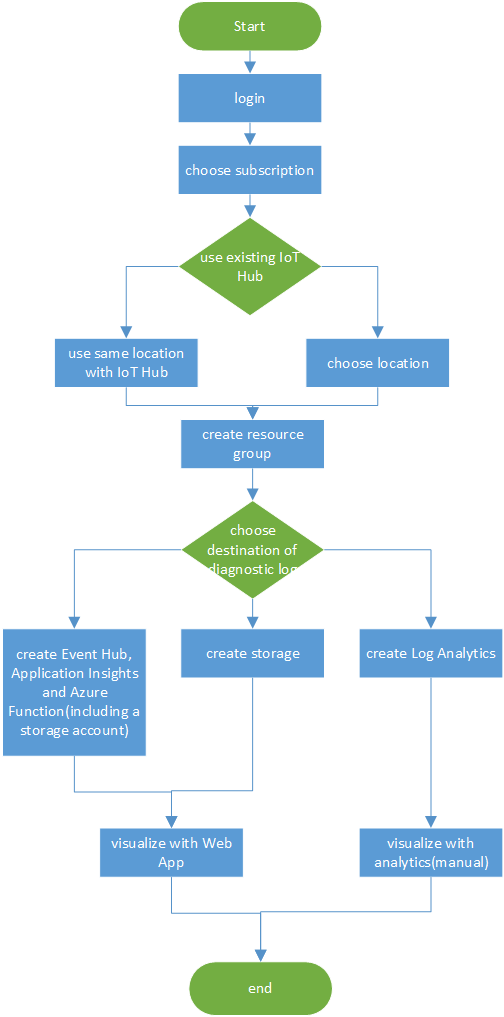 Start
login
choose subscription
use existing IoT
Hub
use same location
with IoT Hub
choose location
create resource
group
choose
destination of
diagnostic log
create Event Hub,
Application Insights
and Azure
Function(including a
storage account)
create storage
create Log Analytics
visualize with Web
App
visualize with
analytics(manual)
end